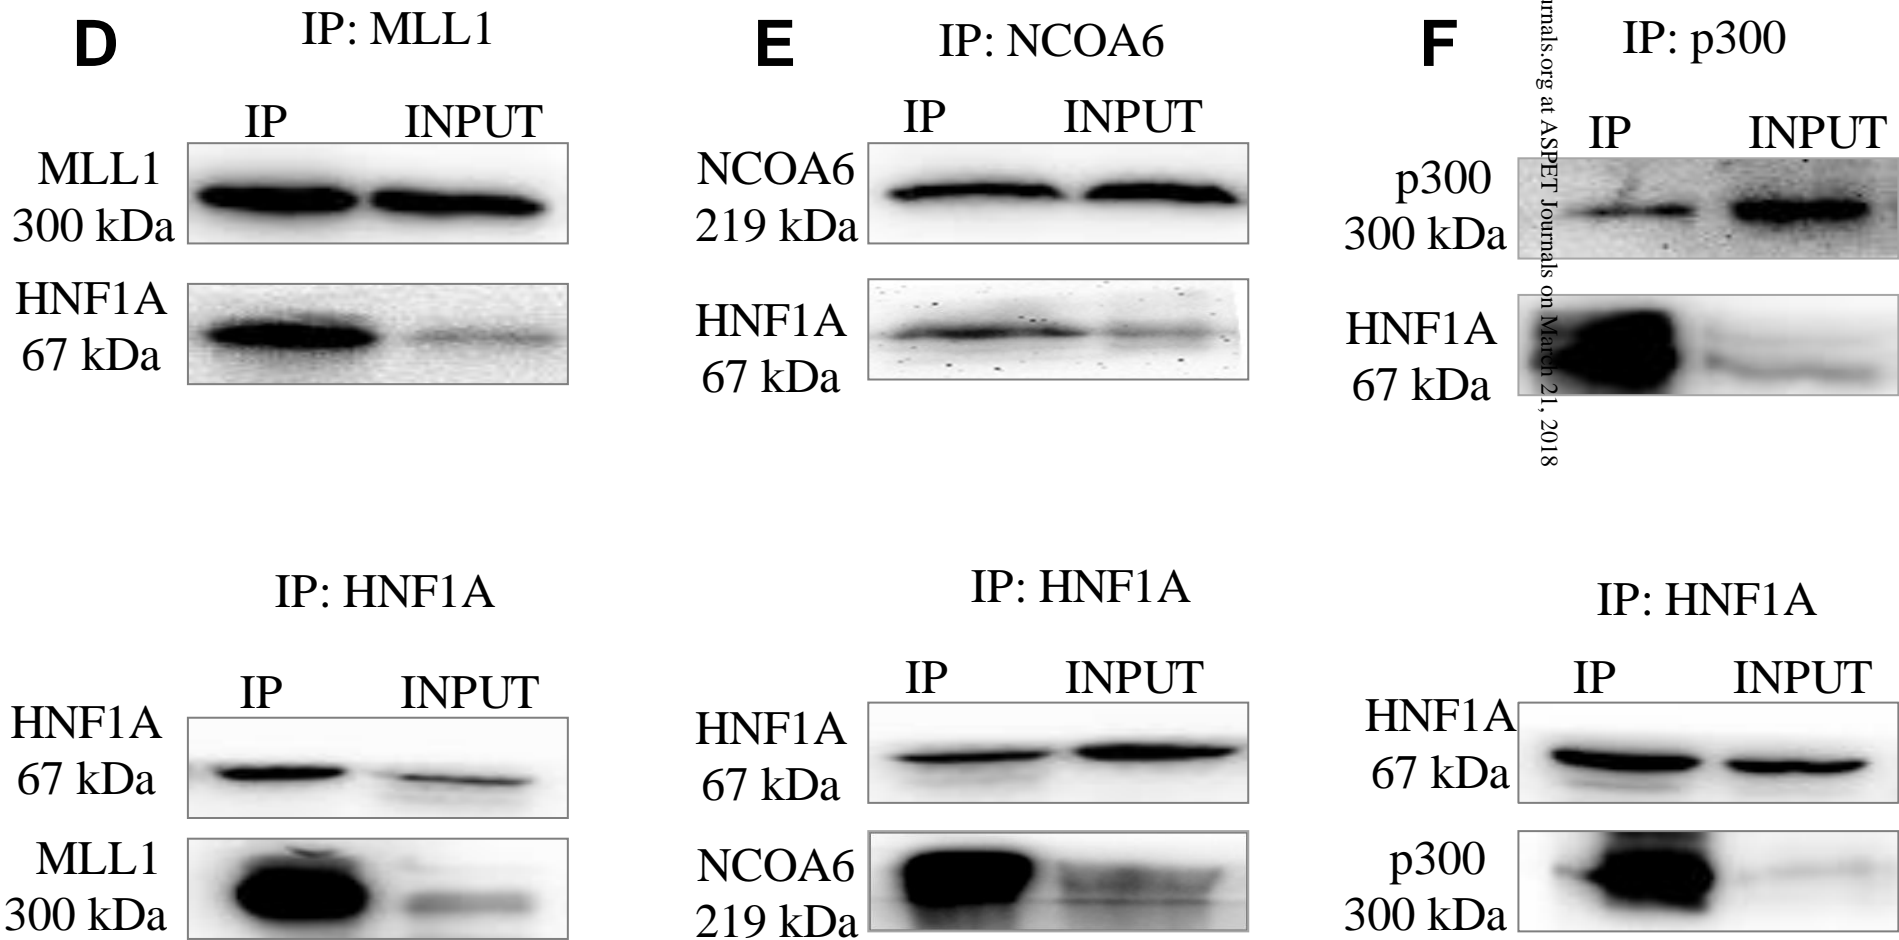 D
IP: MLL1
IP INPUT
MLL1
300 kDa
HNF1A
67 kDa
IP: HNF1A
IP INPUT
HNF1A
67 kDa
MLL1
300 kDa
E
IP: NCOA6
IP INPUT
NCOA6
219 kDa
HNF1A
67 kDa
IP: HNF1A
IP INPUT
HNF1A
67 kDa
NCOA6
219 kDa
F
IP: p300
IP INPUT
p300
300 kDa
HNF1A
67 kDa
IP: HNF1A
IP INPUT
HNF1A
67 kDa
p300
300 kDa
urnals.org at ASPET Journals on March 21, 2018